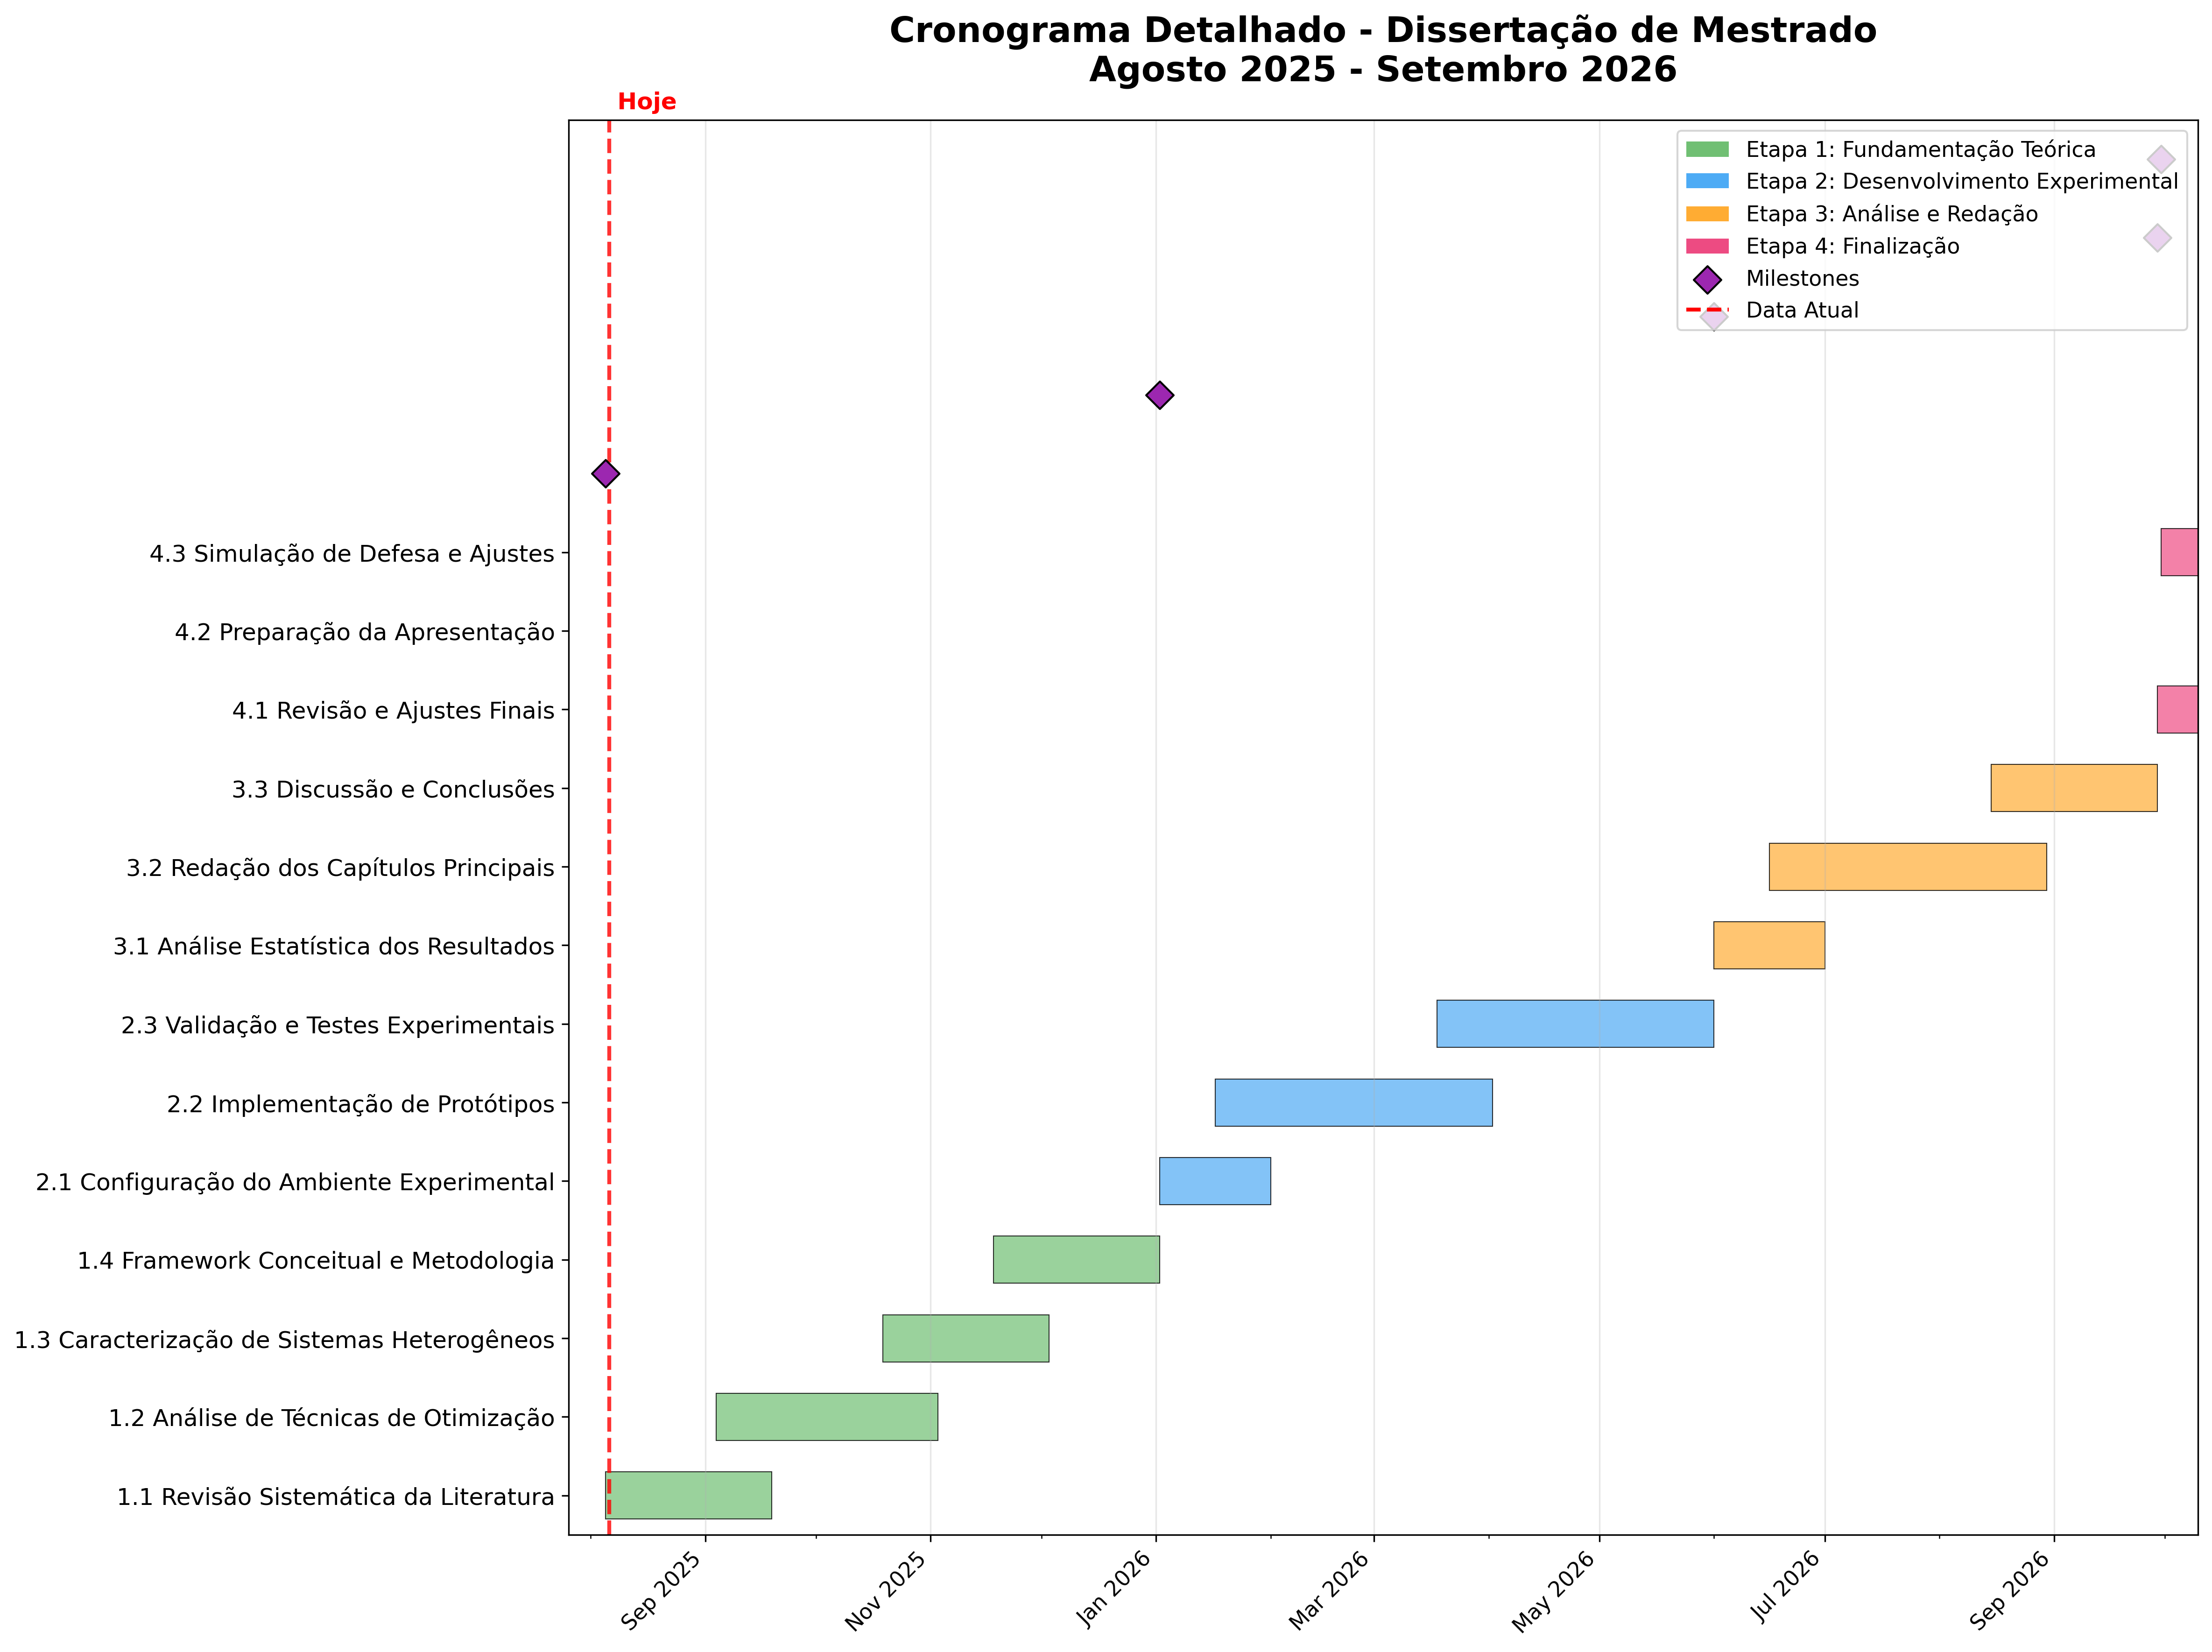 Cronograma Detalhado - Dissertação de Mestrado
Agosto 2025 - Setembro 2026
Hoje
Etapa 1: Fundamentação Teórica
Etapa 2: Desenvolvimento Experimental
Etapa 3: Análise e Redação
Etapa 4: Finalização
Milestones
Data Atual
4.3 Simulação de Defesa e Ajustes
4.2 Preparação da Apresentação
4.1 Revisão e Ajustes Finais
3.3 Discussão e Conclusões
3.2 Redação dos Capítulos Principais
3.1 Análise Estatística dos Resultados
2.3 Validação e Testes Experimentais
2.2 Implementação de Protótipos
2.1 Configuração do Ambiente Experimental
1.4 Framework Conceitual e Metodologia
1.3 Caracterização de Sistemas Heterogêneos
1.2 Análise de Técnicas de Otimização
1.1 Revisão Sistemática da Literatura
Sep 2025
Nov 2025
Jan 2026
Mar 2026
May 2026
Jul 2026
Sep 2026